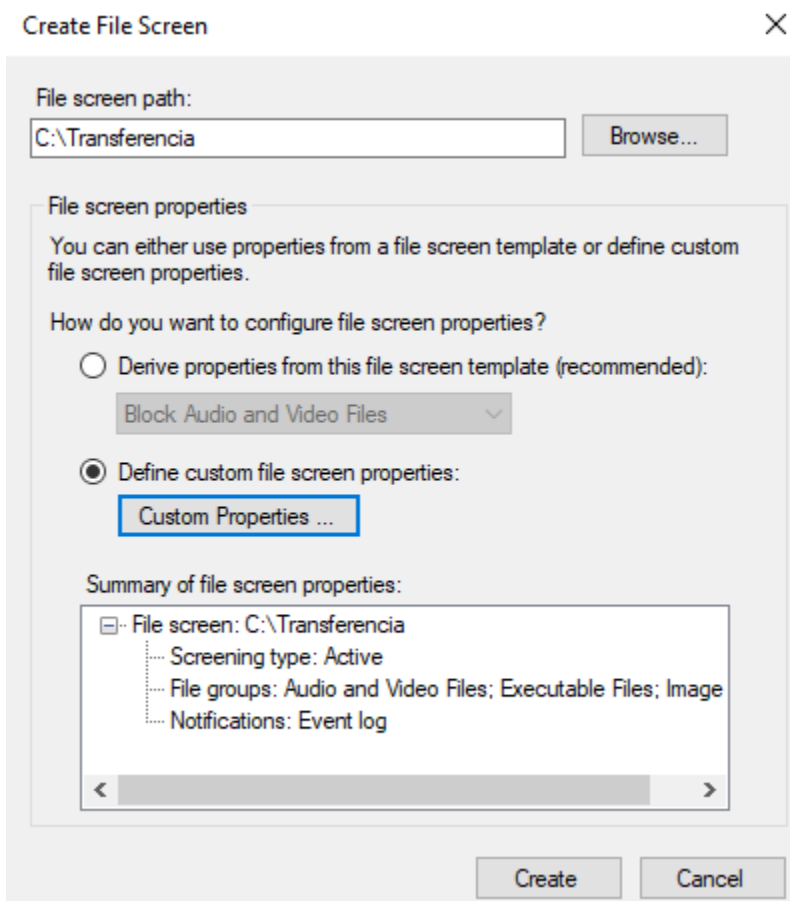 Create File Screen
File screen path:
C:\Transferencia
Browse...
File screen properties
You can either use properties from a file screen template or define custom
file screen properties.
How do you want to configure file screen properties?
Derive properties from this file screen template (recommended):
Block Audio and Video Files
Define custom file screen properties:
Custom Properties ...
Summary of file screen properties:
File screen: C:\Transferencia
Screening type: Active
File groups: Audio and Video Files; Executable Files; Image
Notifications: Event log
Create
Cancel